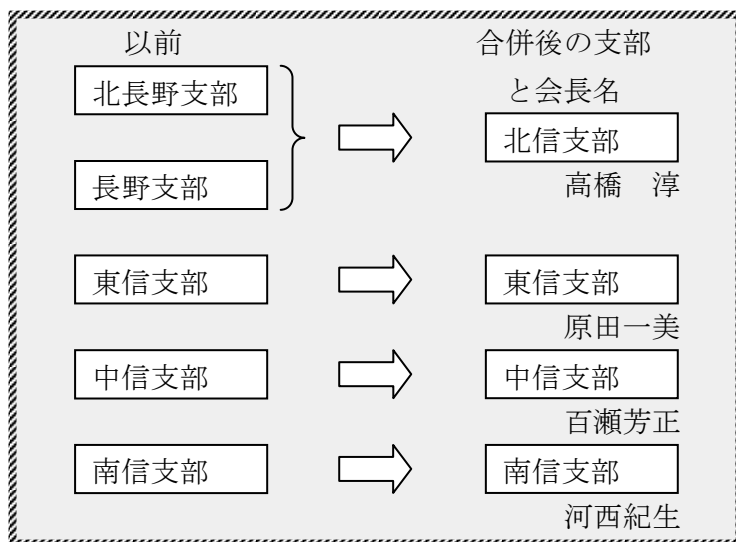 以前
北長野支部
長野支部
東信支部
中信支部
南信支部
合併後の支部
と会長名
北信支部
高橋　淳
東信支部
原田一美
中信支部
百瀬芳正
南信支部
河西紀生